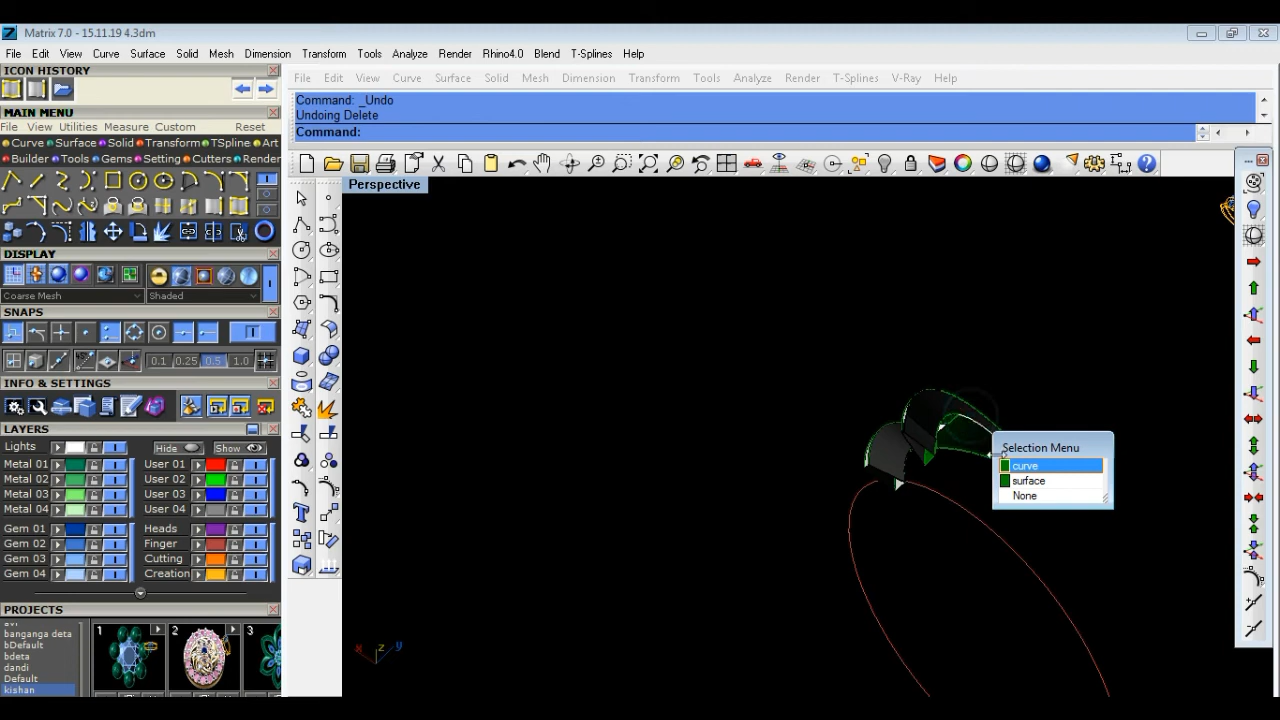 Matrix 7.0 - 15.11.19 4.3dm
File Edit View Curve Surface Solid Mesh Dimension Transform Tools Analyze Render Rhino4.0 Blend T-Splines Help
ICON HISTORY
MAIN MENU
File View Utilities Measure Custom Reset
Curve Surface Solid Transform TSpline Art
Builder Tools Gems Setting Cutters Render
DISPLAY
Coarse Mesh Shaded
SNAPS
0.1 0.25 0.5 1.0
INFO & SETTINGS
LAYERS
Lights Hide Show
Metal 01 User 01
Metal 02 User 02
Metal 03 User 03
Metal 04 User 04
Gem 01 Heads
Gem 02 Finger
Gem 03 Cutting
Gem 04 Creation
PROJECTS
banganga deta
bDefault
bdeta
dandi
Default
kishan
1 2 3
File Edit View Curve Surface Solid Mesh Dimension Transform Tools Analyze Render T-Splines V-Ray Help
Command: _Undo
Undoing Delete
Command:
Perspective
Selection Menu
curve
surface
None
x z y